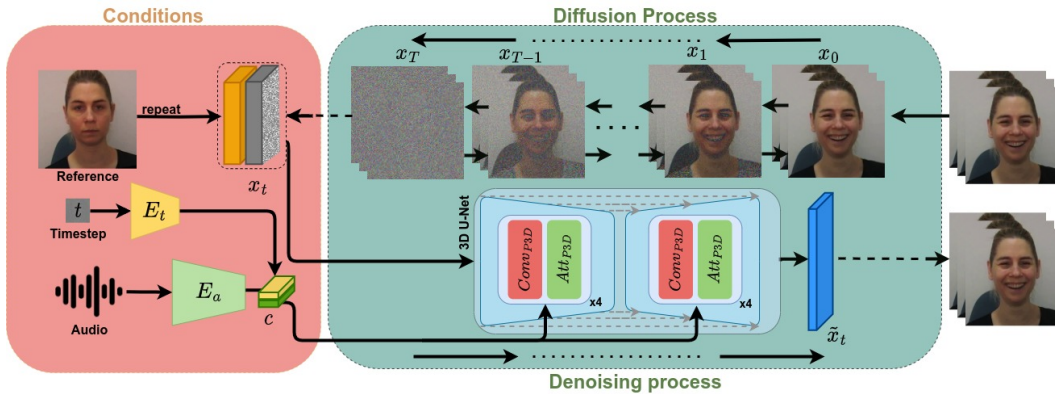 Conditions
Diffusion Process
x_T
x_{T-1}
x_1
x_0
repeat
Reference
x_t
t
E_t
Timestep
E_a
Audio
c
3D U-Net
Conv_{P3D}
Att_{P3D}
x4
Conv_{P3D}
Att_{P3D}
x4
x̃_t
Denoising process